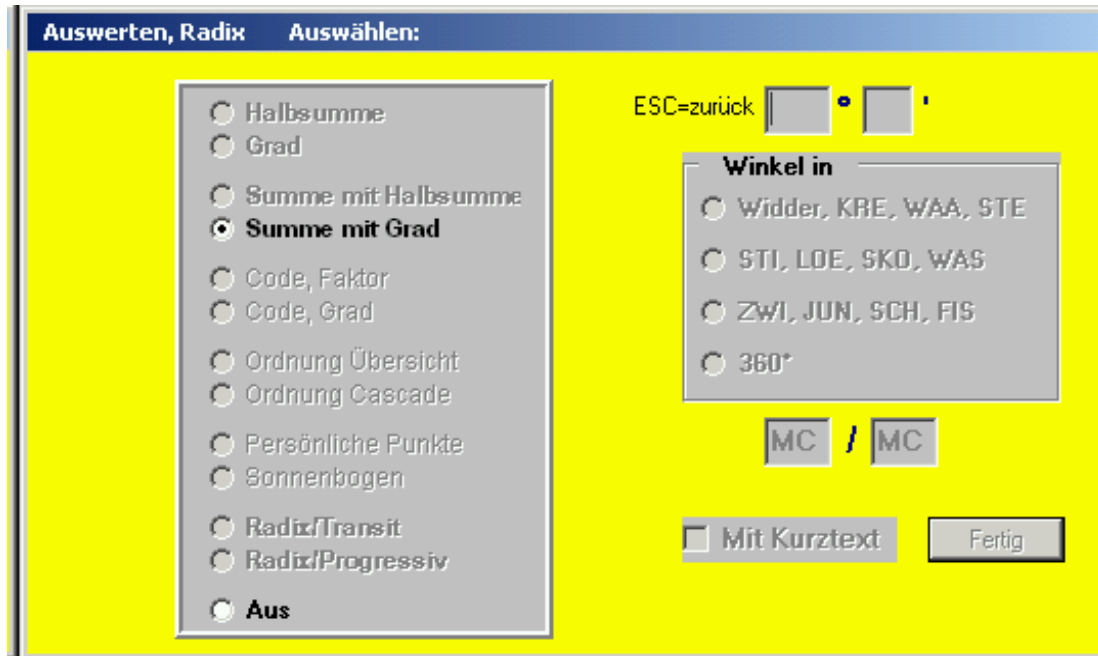 Auswerten, Radix Auswählen:
Halbsumme
Grad
Summe mit Halbsumme
Summe mit Grad
Code, Faktor
Code, Grad
Ordnung Übersicht
Ordnung Cascade
Persönliche Punkte
Sonnenbogen
Radix/Transit
Radix/Progressiv
Aus
ESC=zurück ° '
Winkel in
Widder, KRE, WAA, STE
STI, LOE, SKO, WAS
ZWI, JUN, SCH, FIS
360°
MC / MC
Mit Kurztext
Fertig